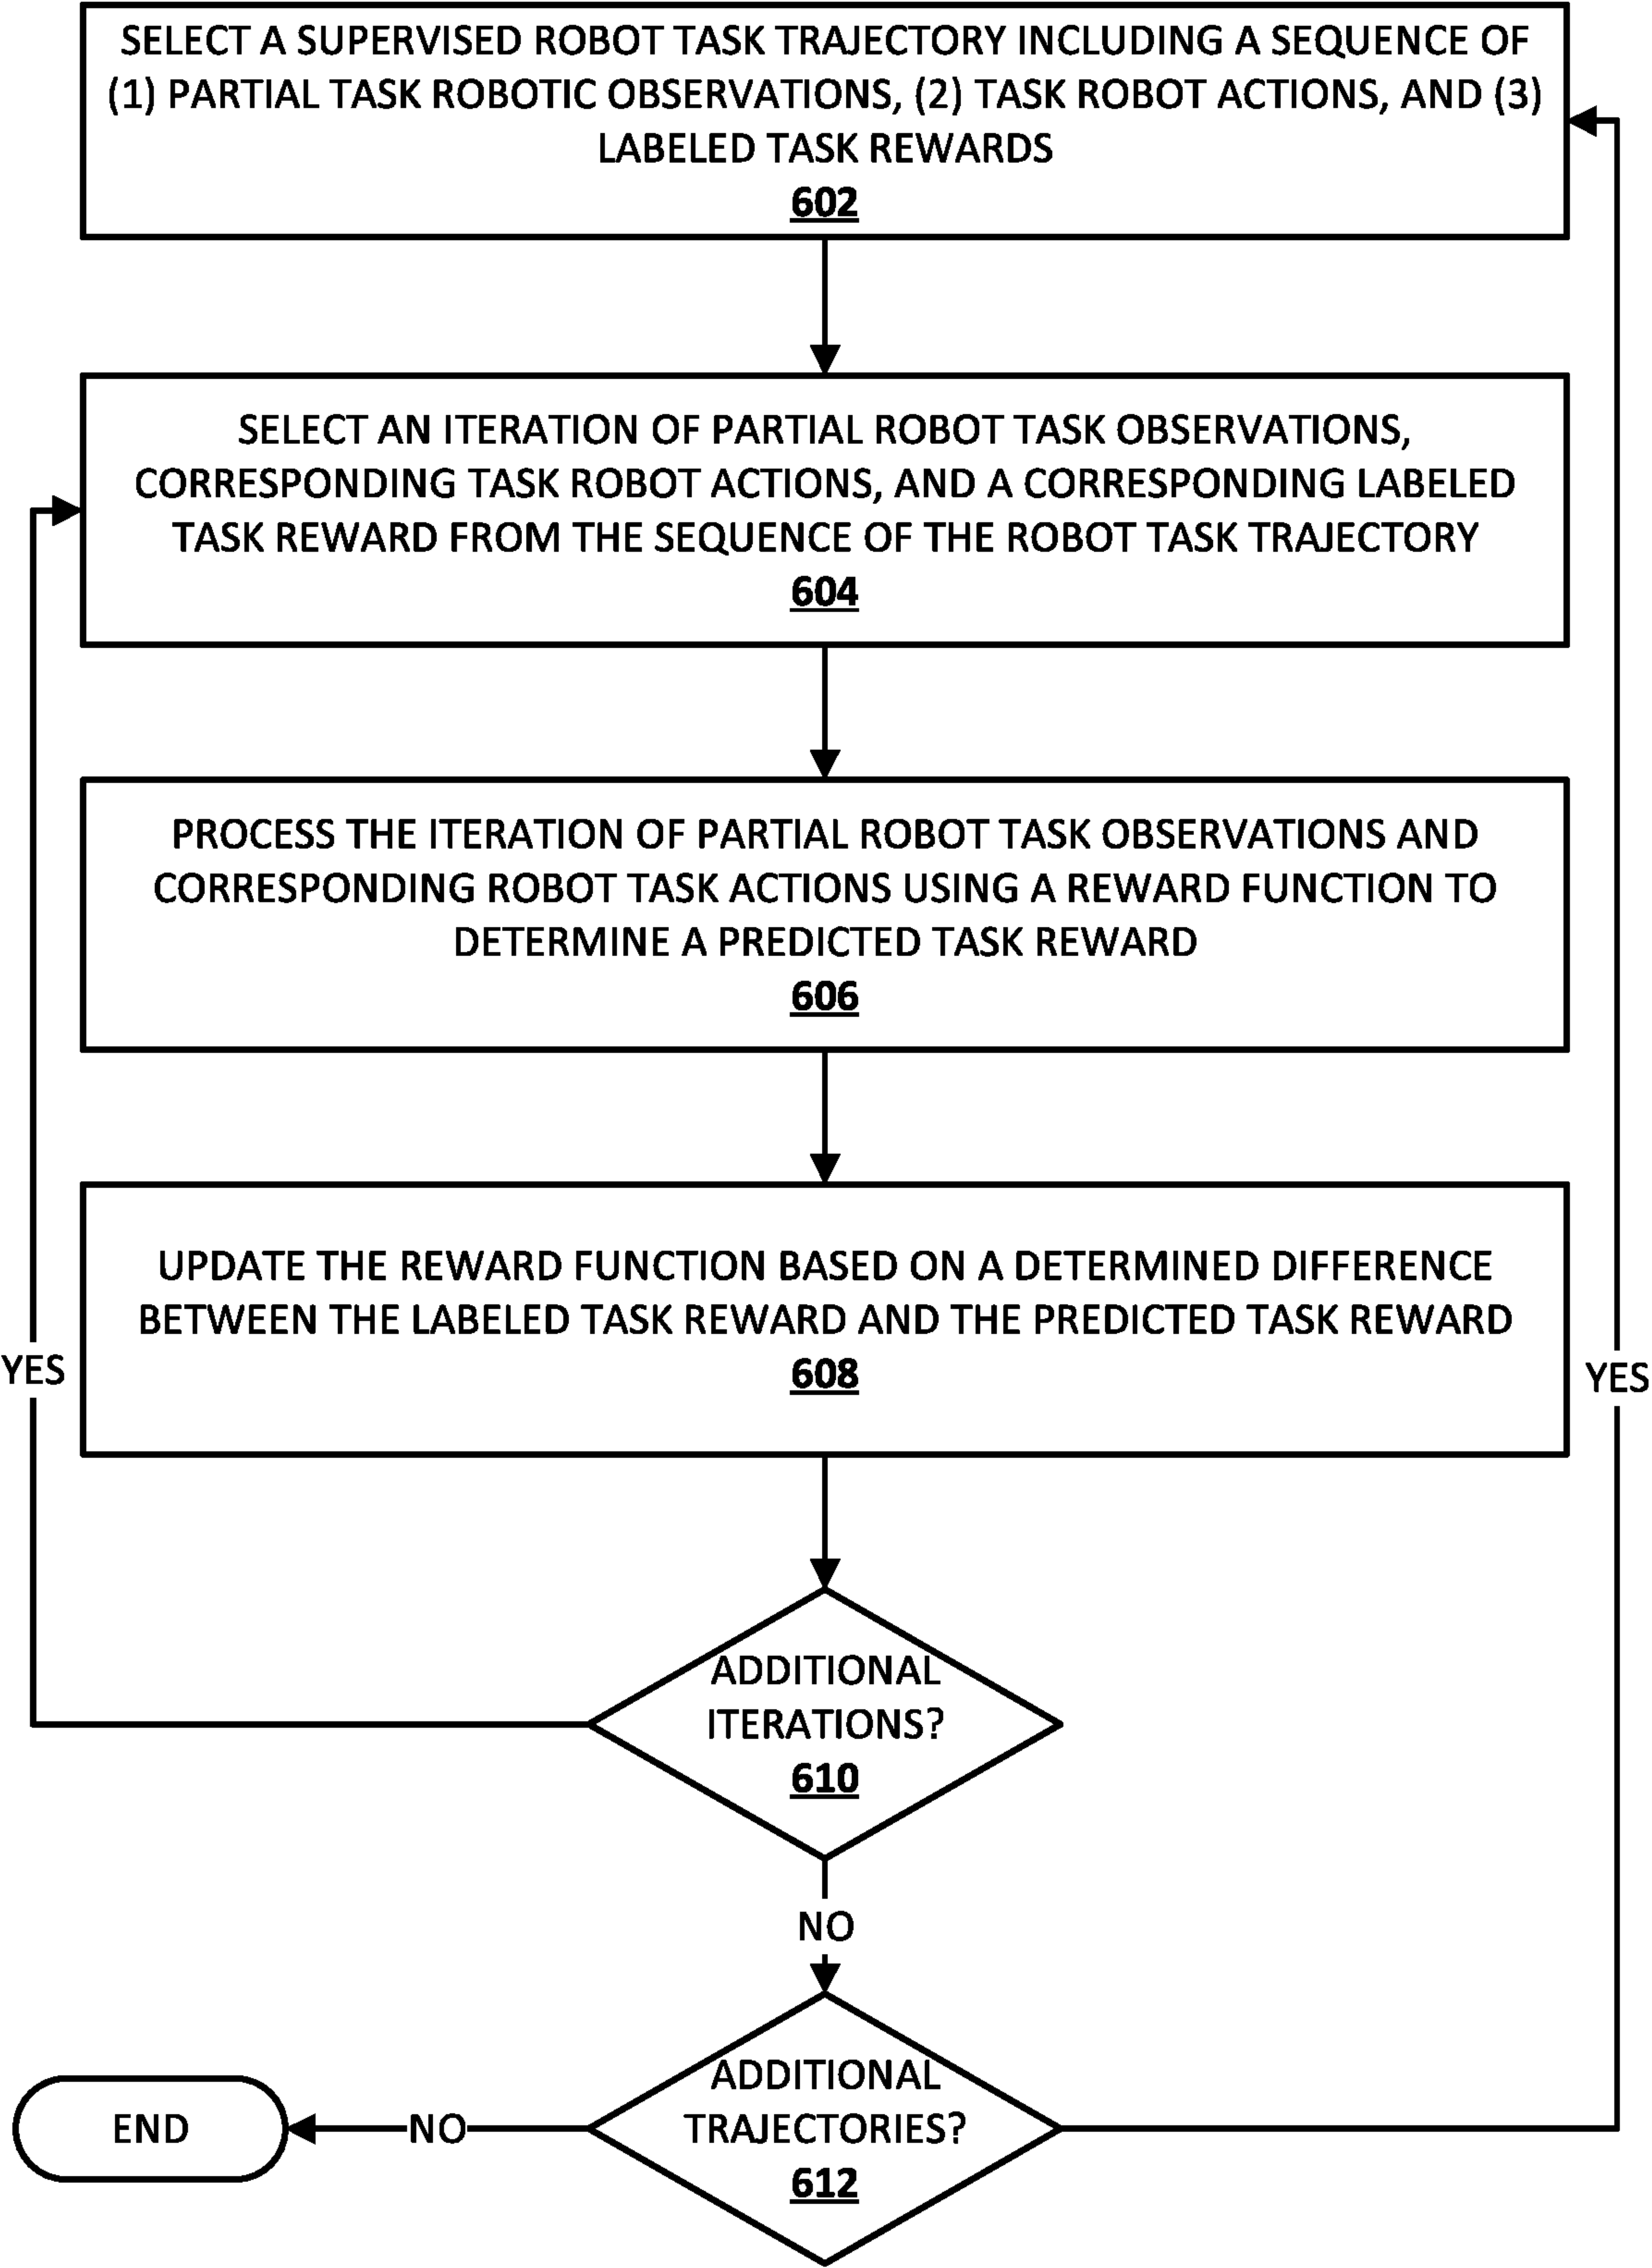 SELECT A SUPERVISED ROBOT TASK TRAJECTORY INCLUDING A SEQUENCE OF
(1) PARTIAL TASK ROBOTIC OBSERVATIONS, (2) TASK ROBOT ACTIONS, AND (3)
LABELED TASK REWARDS
602
SELECT AN ITERATION OF PARTIAL ROBOT TASK OBSERVATIONS,
CORRESPONDING TASK ROBOT ACTIONS, AND A CORRESPONDING LABELED
TASK REWARD FROM THE SEQUENCE OF THE ROBOT TASK TRAJECTORY
604
PROCESS THE ITERATION OF PARTIAL ROBOT TASK OBSERVATIONS AND
CORRESPONDING ROBOT TASK ACTIONS USING A REWARD FUNCTION TO
DETERMINE A PREDICTED TASK REWARD
606
UPDATE THE REWARD FUNCTION BASED ON A DETERMINED DIFFERENCE
BETWEEN THE LABELED TASK REWARD AND THE PREDICTED TASK REWARD
608
YES
YES
ADDITIONAL
ITERATIONS?
610
NO
ADDITIONAL
TRAJECTORIES?
612
NO
END